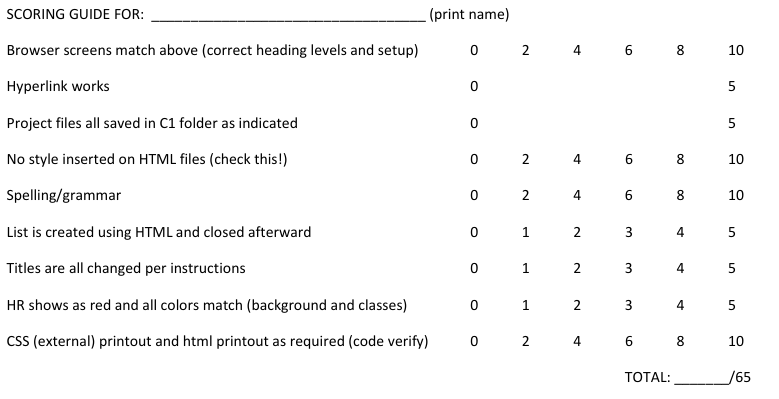 SCORING GUIDE FOR: __________________________________ (print name)
Browser screens match above (correct heading levels and setup) 0 2 4 6 8 10
Hyperlink works 0 5
Project files all saved in C1 folder as indicated 0 5
No style inserted on HTML files (check this!) 0 2 4 6 8 10
Spelling/grammar 0 2 4 6 8 10
List is created using HTML and closed afterward 0 1 2 3 4 5
Titles are all changed per instructions 0 1 2 3 4 5
HR shows as red and all colors match (background and classes) 0 1 2 3 4 5
CSS (external) printout and html printout as required (code verify) 0 2 4 6 8 10
TOTAL: _______/65